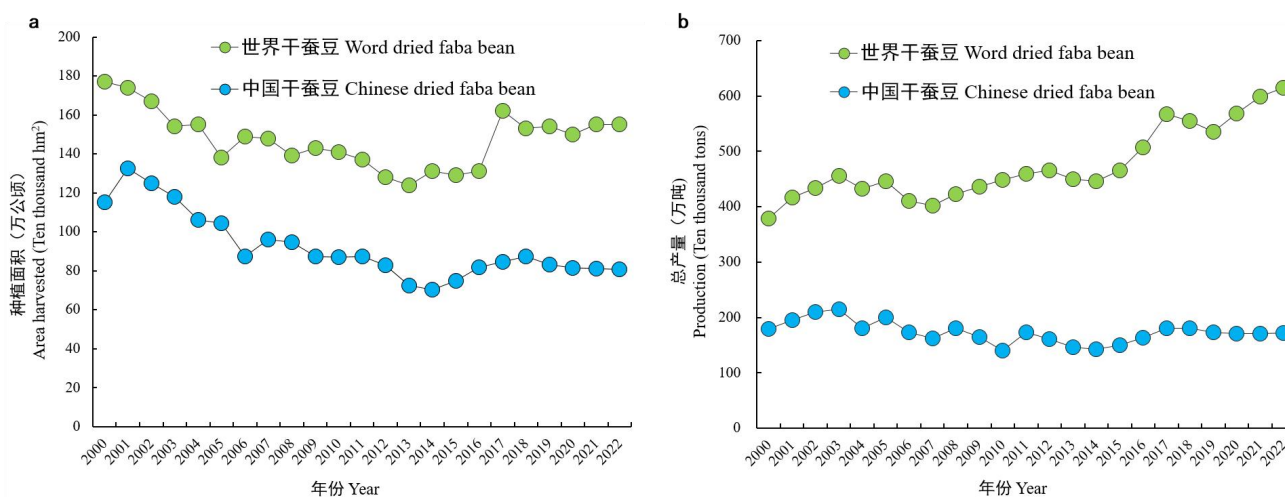 a
200
180
160
140
120
100
80
60
40
20
0
种植面积（万公顷）
Area harvested (Ten thousand hm²)
世界干蚕豆 Word dried faba bean
中国干蚕豆 Chinese dried faba bean
2000 2001 2002 2003 2004 2005 2006 2007 2008 2009 2010 2011 2012 2013 2014 2015 2016 2017 2018 2019 2020 2021 2022
年份 Year
b
700
600
500
400
300
200
100
0
总产量（万吨）
Production (Ten thousand tons)
世界干蚕豆 Word dried faba bean
中国干蚕豆 Chinese dried faba bean
2000 2001 2002 2003 2004 2005 2006 2007 2008 2009 2010 2011 2012 2013 2014 2015 2016 2017 2018 2019 2020 2021 2022
年份 Year